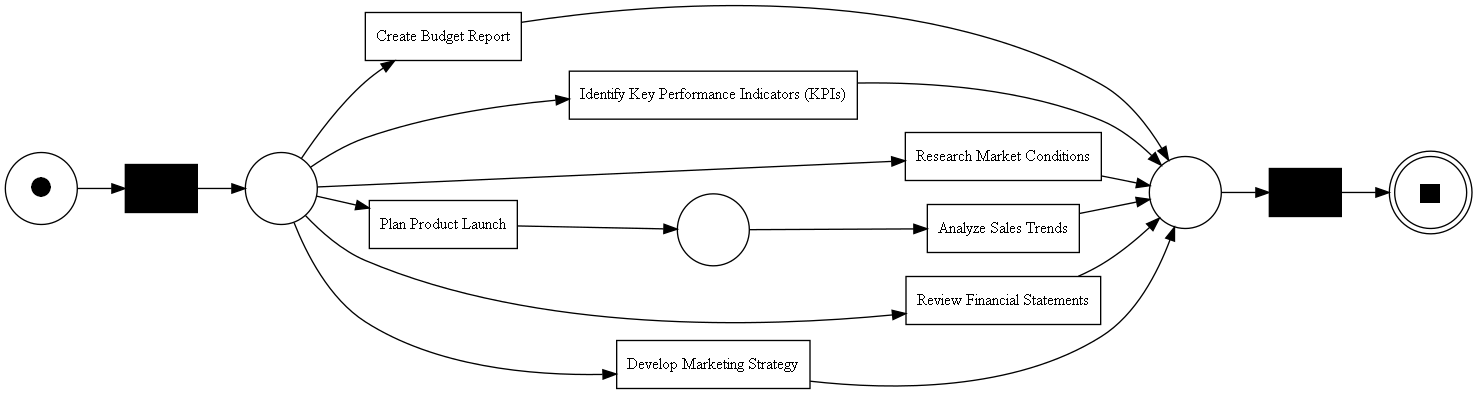 Create Budget Report
Identify Key Performance Indicators (KPIs)
Research Market Conditions
Plan Product Launch
Analyze Sales Trends
Review Financial Statements
Develop Marketing Strategy